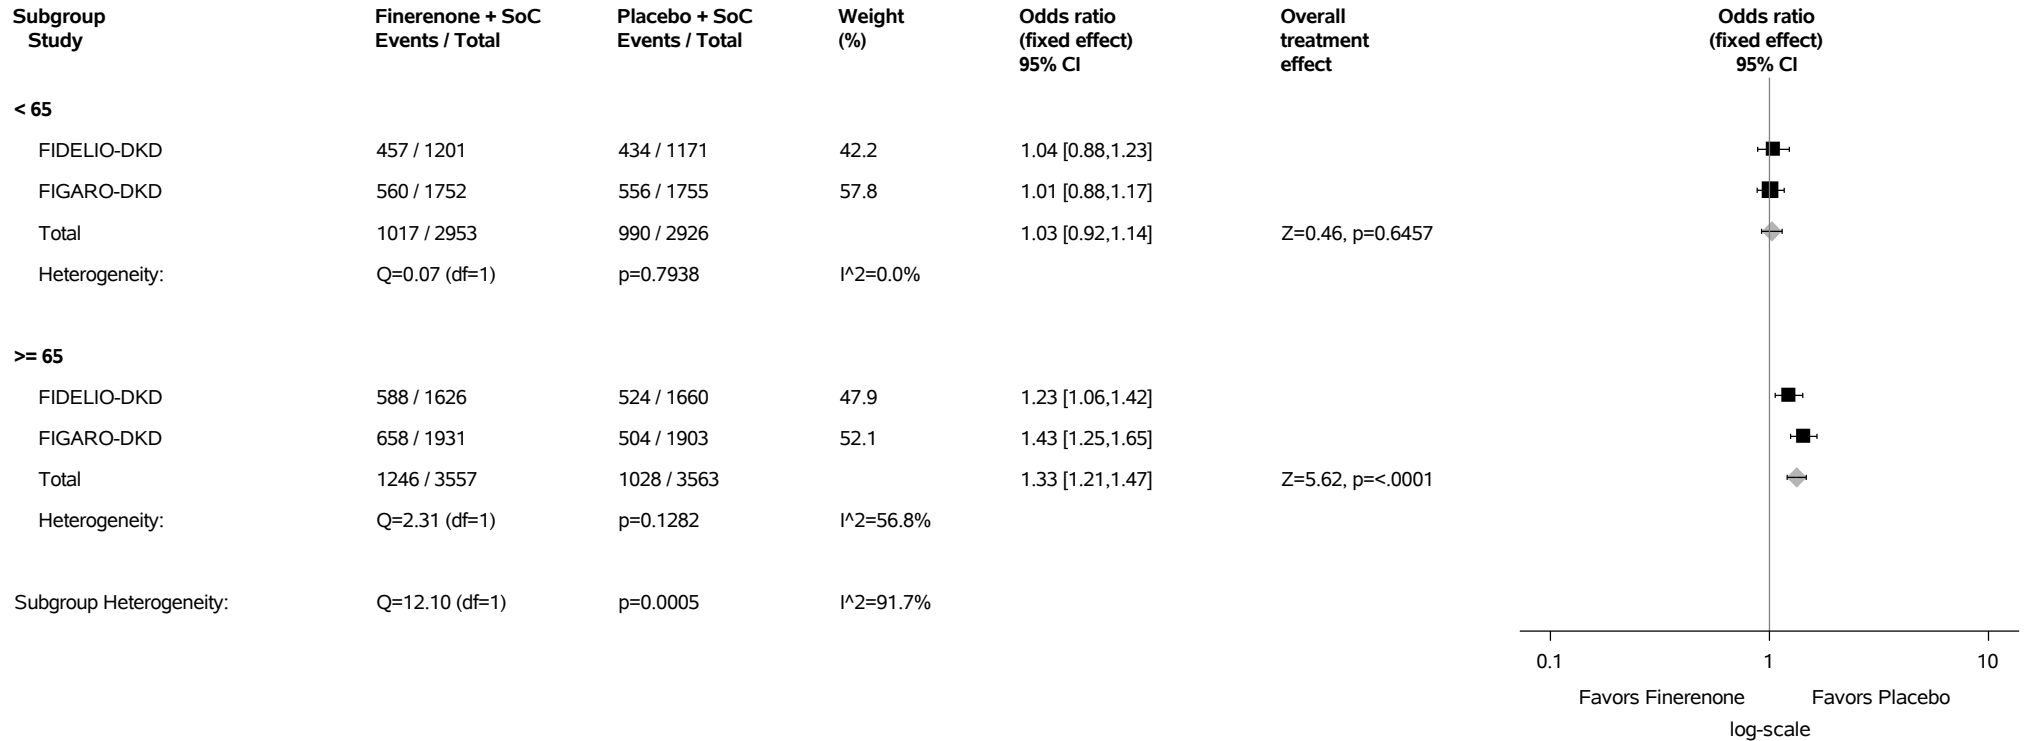 Subgroup Finerenone + SoC Placebo + SoC Weight Odds ratio Overall Odds ratio
Study Events / Total Events / Total (%) (fixed effect) treatment (fixed effect)
95% CI effect 95% CI
< 65
FIDELIO-DKD 457 / 1201 434 / 1171 42.2 1.04 [0.88,1.23]
FIGARO-DKD 560 / 1752 556 / 1755 57.8 1.01 [0.88,1.17]
Total 1017 / 2953 990 / 2926 1.03 [0.92,1.14] Z=0.46, p=0.6457
Heterogeneity: Q=0.07 (df=1) p=0.7938 I^2=0.0%
>= 65
FIDELIO-DKD 588 / 1626 524 / 1660 47.9 1.23 [1.06,1.42]
FIGARO-DKD 658 / 1931 504 / 1903 52.1 1.43 [1.25,1.65]
Total 1246 / 3557 1028 / 3563 1.33 [1.21,1.47] Z=5.62, p=<.0001
Heterogeneity: Q=2.31 (df=1) p=0.1282 I^2=56.8%
Subgroup Heterogeneity: Q=12.10 (df=1) p=0.0005 I^2=91.7%
0.1 1 10
Favors Finerenone Favors Placebo
log-scale